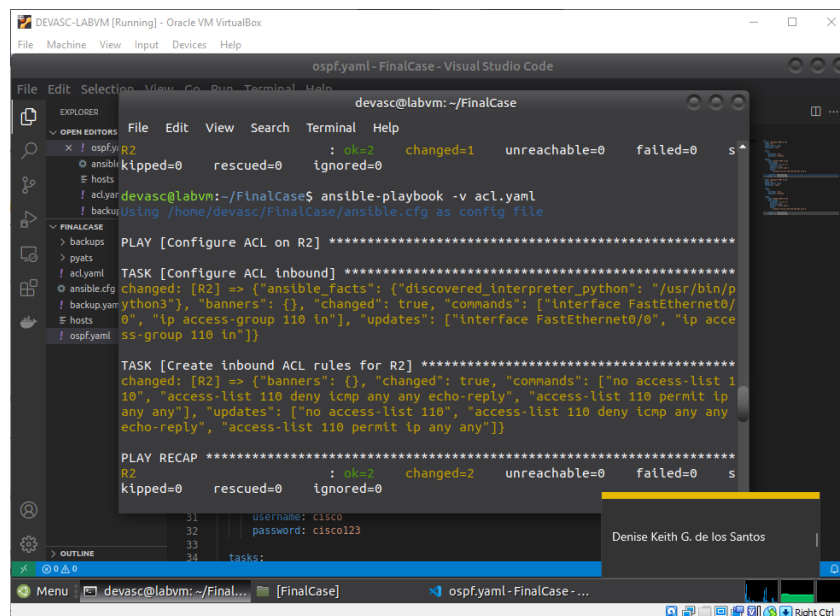 DEVASC-LABVM [Running] - Oracle VM VirtualBox
File Machine View Input Devices Help
ospf.yaml - FinalCase - Visual Studio Code
File Edit Selection View Go Run Terminal Help
EXPLORER
OPEN EDITORS
ospf.ya
ansible
hosts
acl.yam
backup
FINALCASE
backups
pyats
acl.yaml
ansible.cfg
backup.yam
hosts
ospf.yaml
OUTLINE
devasc@labvm: ~/FinalCase
File Edit View Search Terminal Help
R2 : ok=2 changed=1 unreachable=0 failed=0 s
kipped=0 rescued=0 ignored=0
devasc@labvm:~/FinalCase$ ansible-playbook -v acl.yaml
Using /home/devasc/FinalCase/ansible.cfg as config file
PLAY [Configure ACL on R2] ****************************************************
TASK [Configure ACL inbound] **************************************************
changed: [R2] => {"ansible_facts": {"discovered_interpreter_python": "/usr/bin/p
ython3"}, "banners": {}, "changed": true, "commands": ["interface FastEthernet0/
0", "ip access-group 110 in"], "updates": ["interface FastEthernet0/0", "ip acce
ss-group 110 in"]}
TASK [Create inbound ACL rules for R2] ****************************************
changed: [R2] => {"banners": {}, "changed": true, "commands": ["no access-list 1
10", "access-list 110 deny icmp any any echo-reply", "access-list 110 permit ip
any any"], "updates": ["no access-list 110", "access-list 110 deny icmp any any
echo-reply", "access-list 110 permit ip any any"]}
PLAY RECAP ********************************************************************
R2 : ok=2 changed=2 unreachable=0 failed=0 s
kipped=0 rescued=0 ignored=0
31 username: cisco
32 password: cisco123
33
34 tasks:
Denise Keith G. de los Santos
0 0
Menu devasc@labvm: ~/Final... [FinalCase] ospf.yaml - FinalCase - ...
Right Ctrl